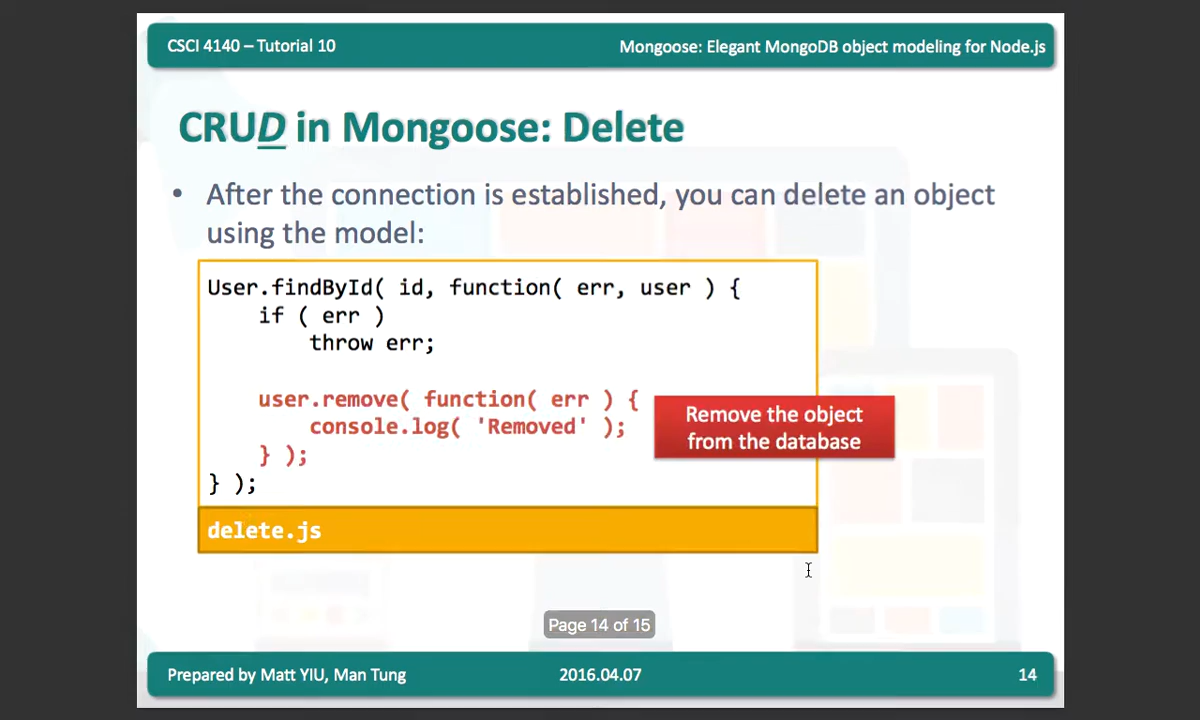 CSCI 4140 – Tutorial 10
Mongoose: Elegant MongoDB object modeling for Node.js
CRUD in Mongoose: Delete
• After the connection is established, you can delete an object
using the model:
User.findById( id, function( err, user ) {
    if ( err )
        throw err;
    user.remove( function( err ) {
        console.log( 'Removed' );
    } );
} );
Remove the object
from the database
delete.js
Page 14 of 15
Prepared by Matt YIU, Man Tung
2016.04.07
14